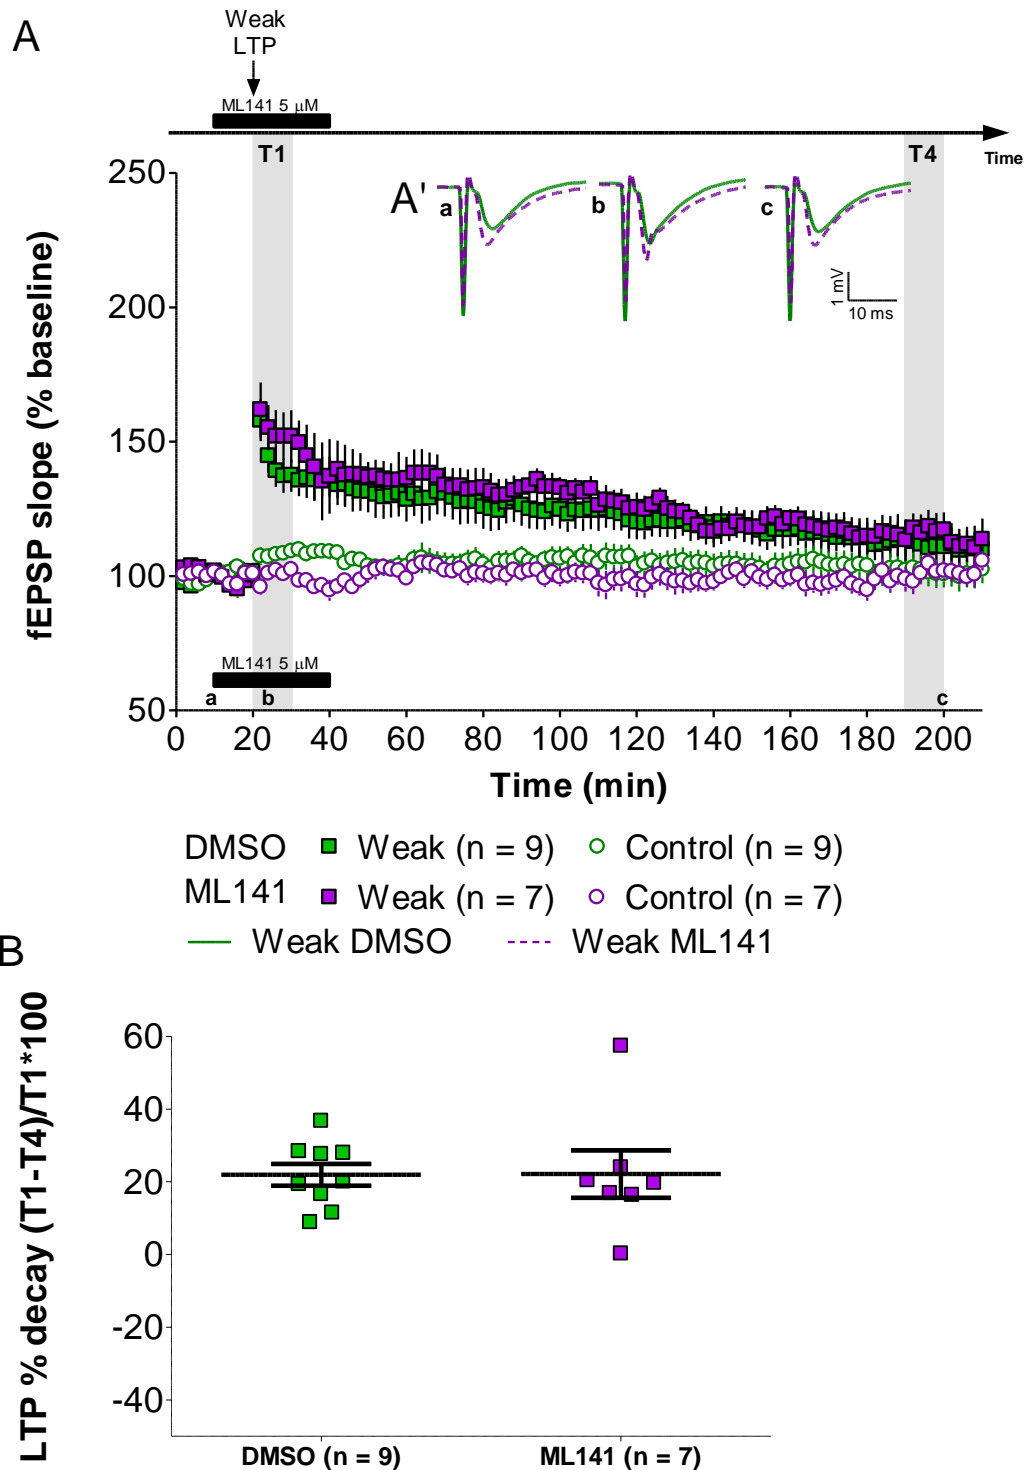 A
Weak
LTP
ML141 5 μM
T1
T4
Time
250
200
150
100
50
fEPSP slope (% baseline)
A'
a
b
c
1 mV
10 ms
ML141 5 μM
a
b
c
0 20 40 60 80 100 120 140 160 180 200
Time (min)
DMSO Weak (n = 9) Control (n = 9)
ML141 Weak (n = 7) Control (n = 7)
Weak DMSO Weak ML141
B
LTP % decay (T1-T4)/T1*100
60
40
20
0
-20
-40
DMSO (n = 9) ML141 (n = 7)